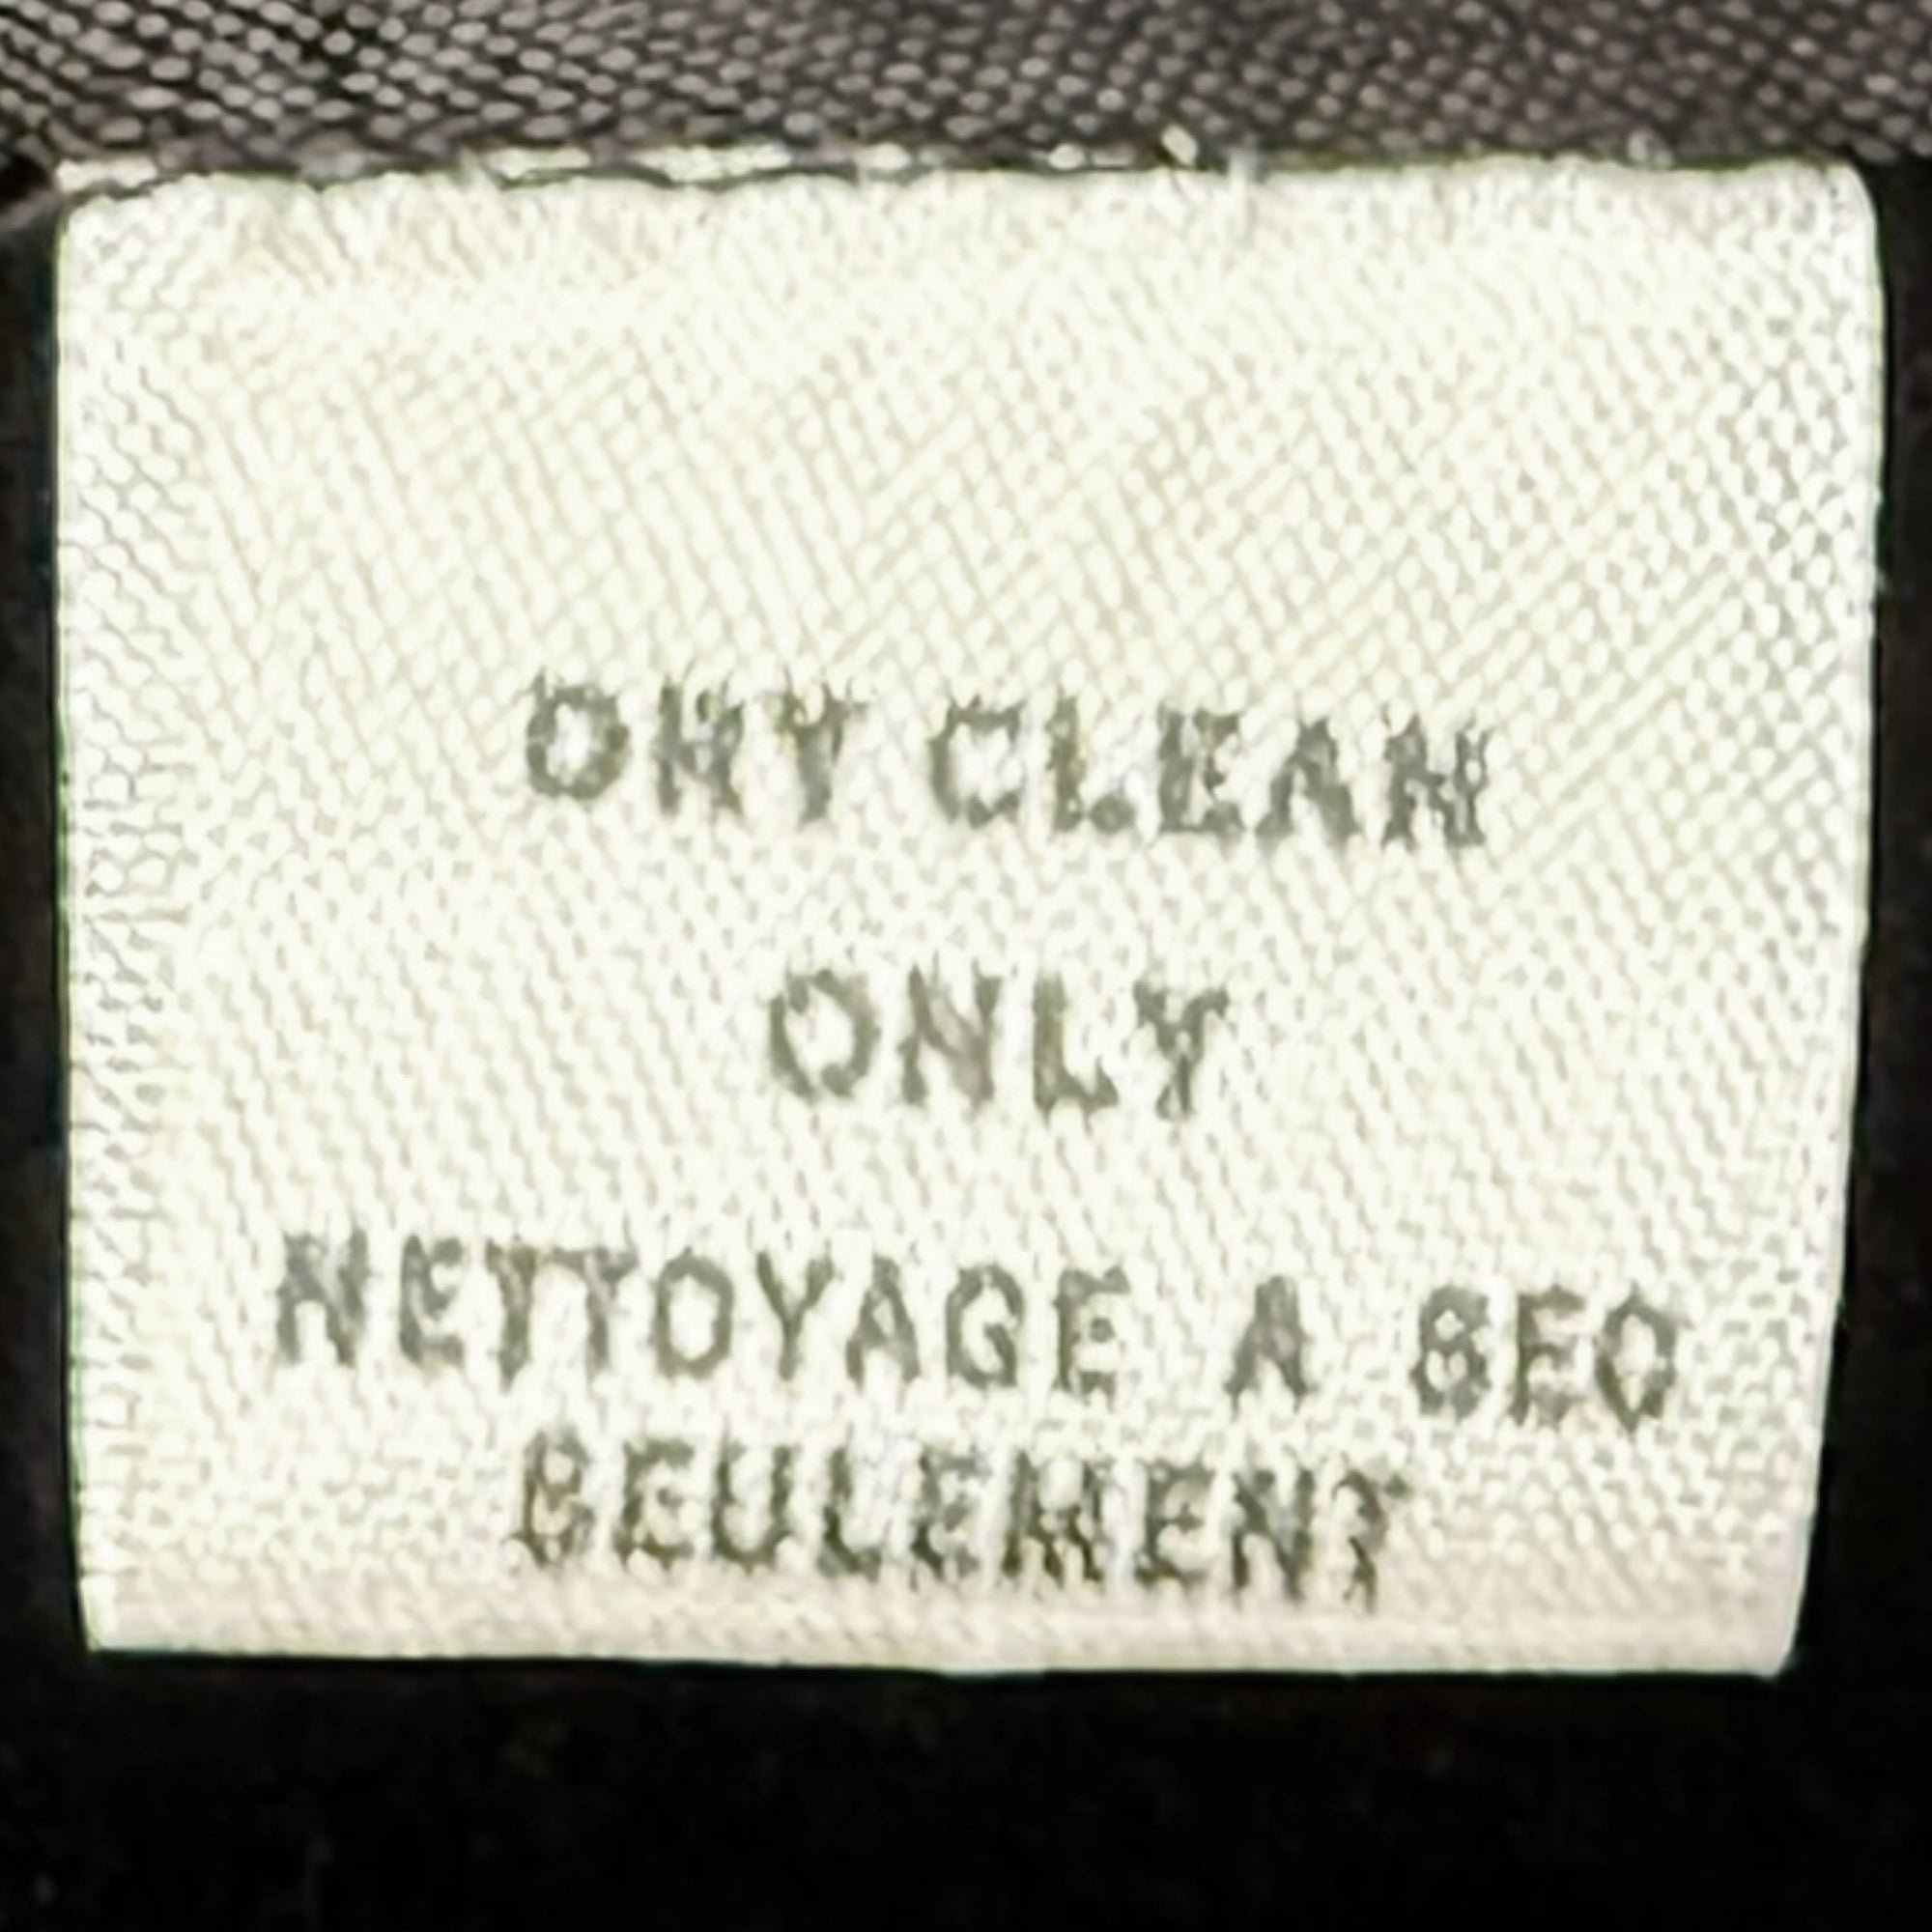 DRY CLEAN
ONLY
NETTOYAGE A SEC
SEULEMENT